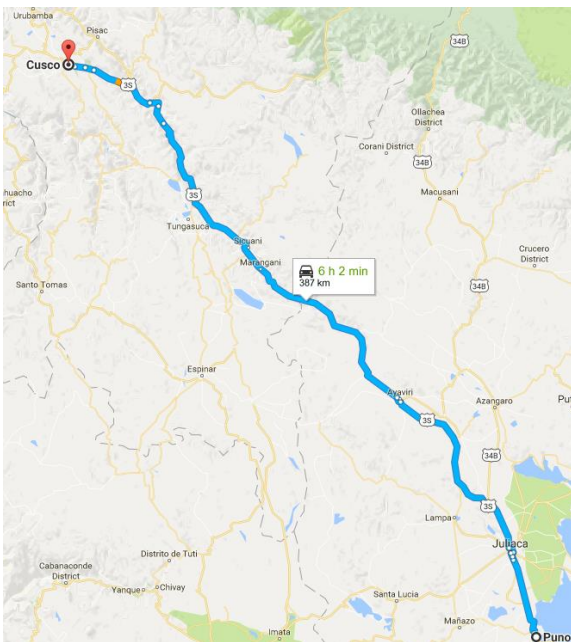 Urubamba
Pisac
Cusco
3S
34B
Ollachea
District
Corani District
34B
Macusani
3S
Tungasuca
Sicuani
Marangani
Crucero
District
6 h 2 min
387 km
34B
Santo Tomas
Espinar
Ayaviri
Azangaro
3S
34B
3S
Lampa
Juliaca
Distrito de Tuti
Cabanaconde
District
Yanque
Chivay
Santa Lucia
Mañazo
Imata
Puno